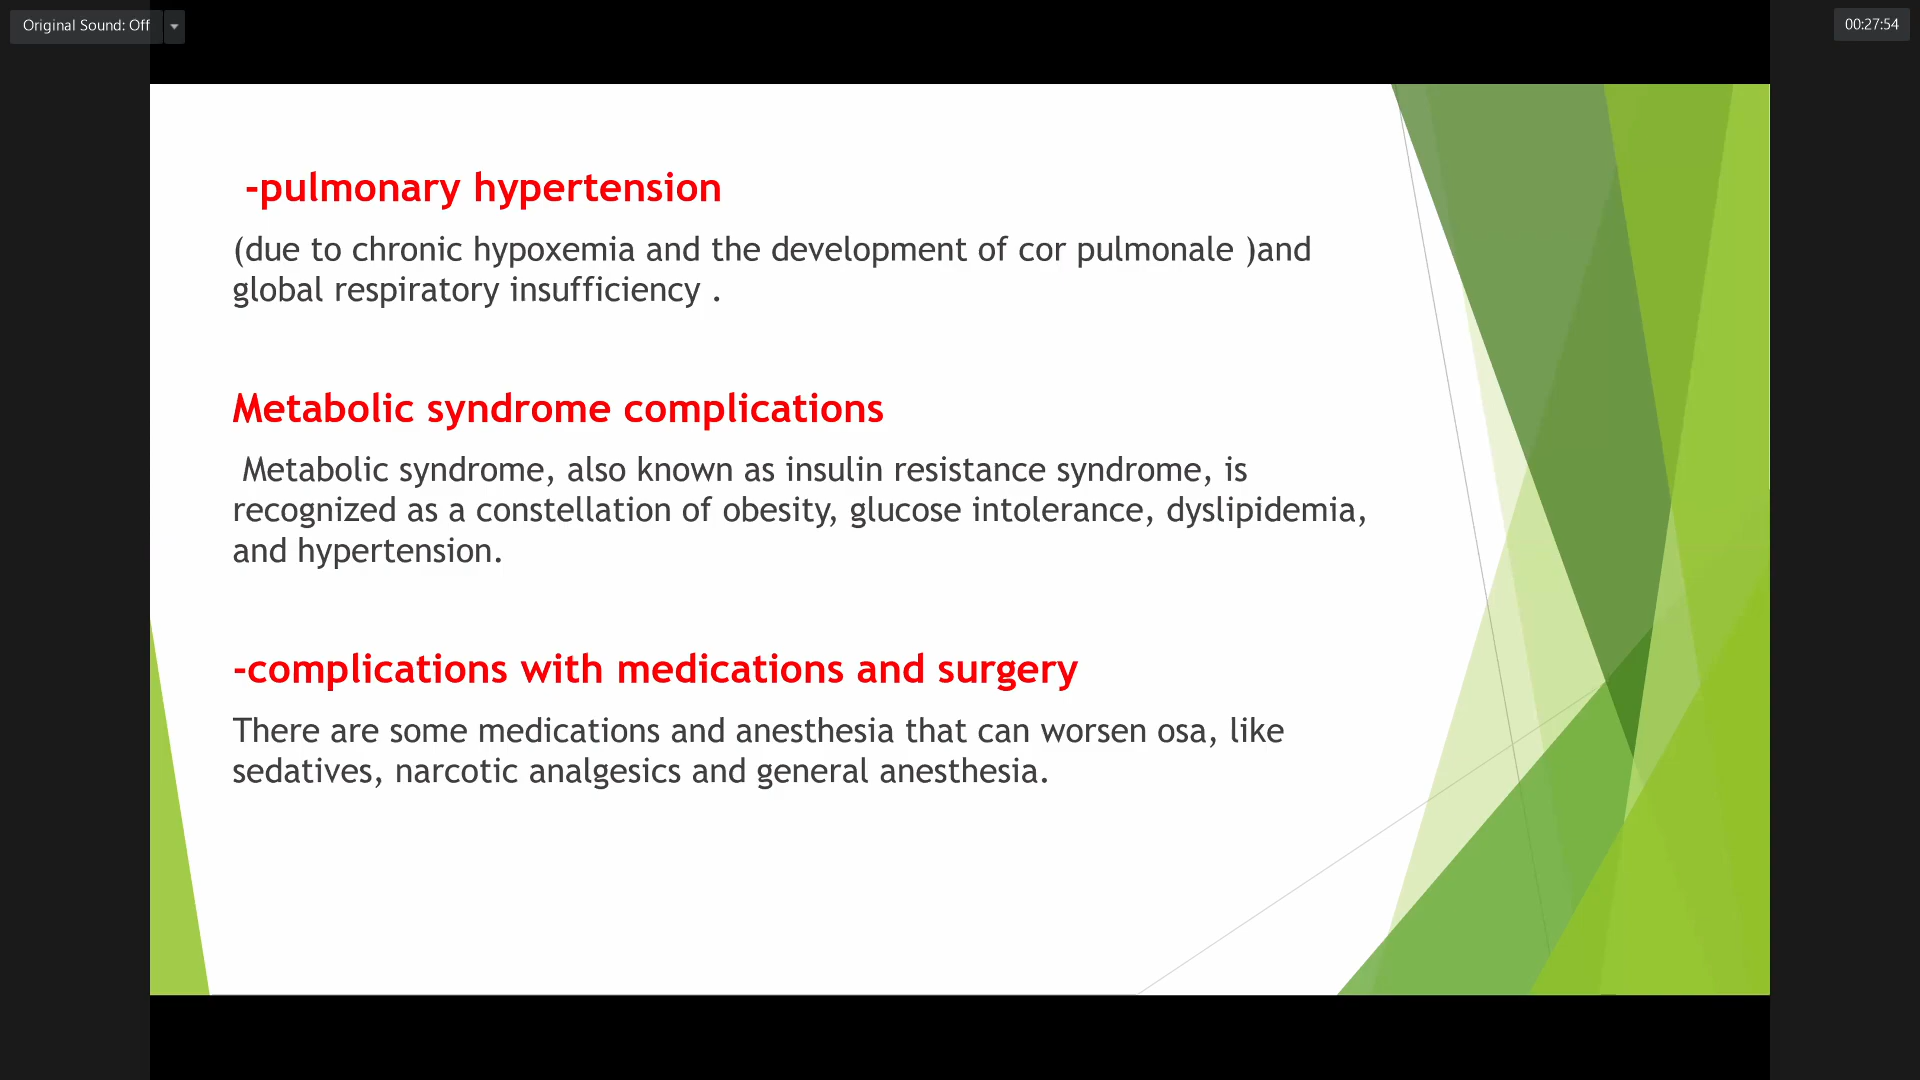 Original Sound: Off
00:27:54
-pulmonary hypertension
(due to chronic hypoxemia and the development of cor pulmonale )and
global respiratory insufficiency .
Metabolic syndrome complications
Metabolic syndrome, also known as insulin resistance syndrome, is
recognized as a constellation of obesity, glucose intolerance, dyslipidemia,
and hypertension.
-complications with medications and surgery
There are some medications and anesthesia that can worsen osa, like
sedatives, narcotic analgesics and general anesthesia.